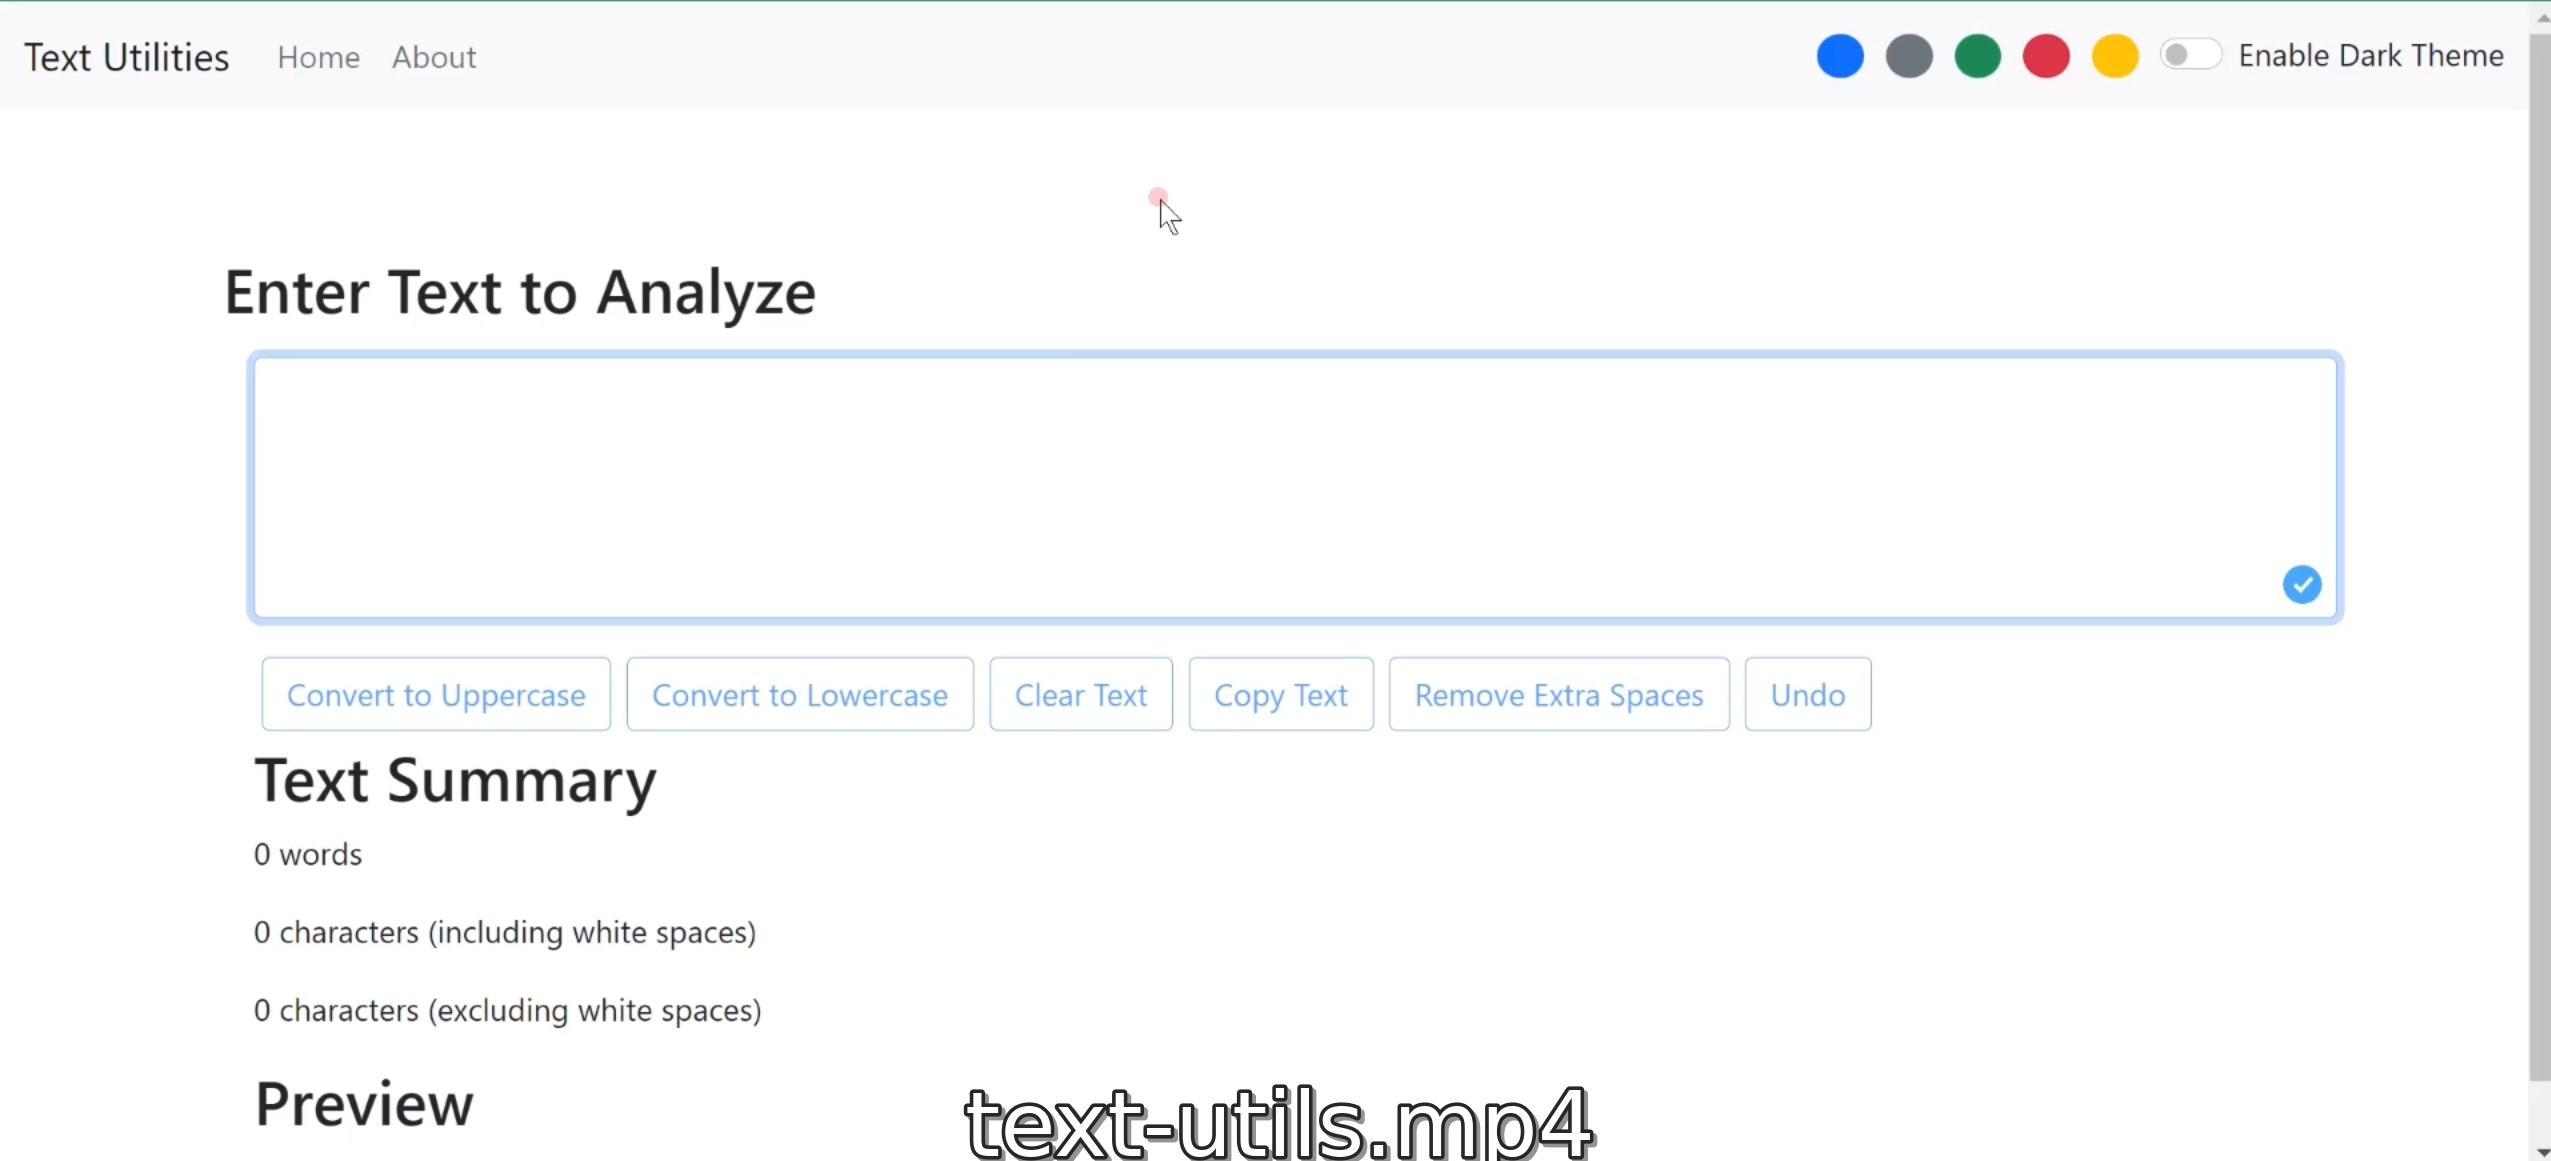 Text Utilities Home About Enable Dark Theme
Enter Text to Analyze
Convert to Uppercase Convert to Lowercase Clear Text Copy Text Remove Extra Spaces Undo
Text Summary
0 words
0 characters (including white spaces)
0 characters (excluding white spaces)
Preview
text-utils.mp4